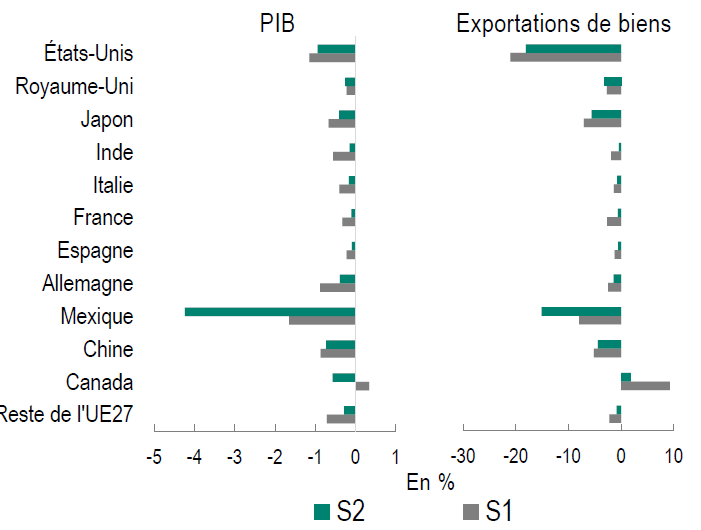 PIB
Exportations de biens
États-Unis
Royaume-Uni
Japon
Inde
Italie
France
Espagne
Allemagne
Mexique
Chine
Canada
Reste de l'UE27
-5 -4 -3 -2 -1 0 1
-30 -20 -10 0 10
En %
S2 S1